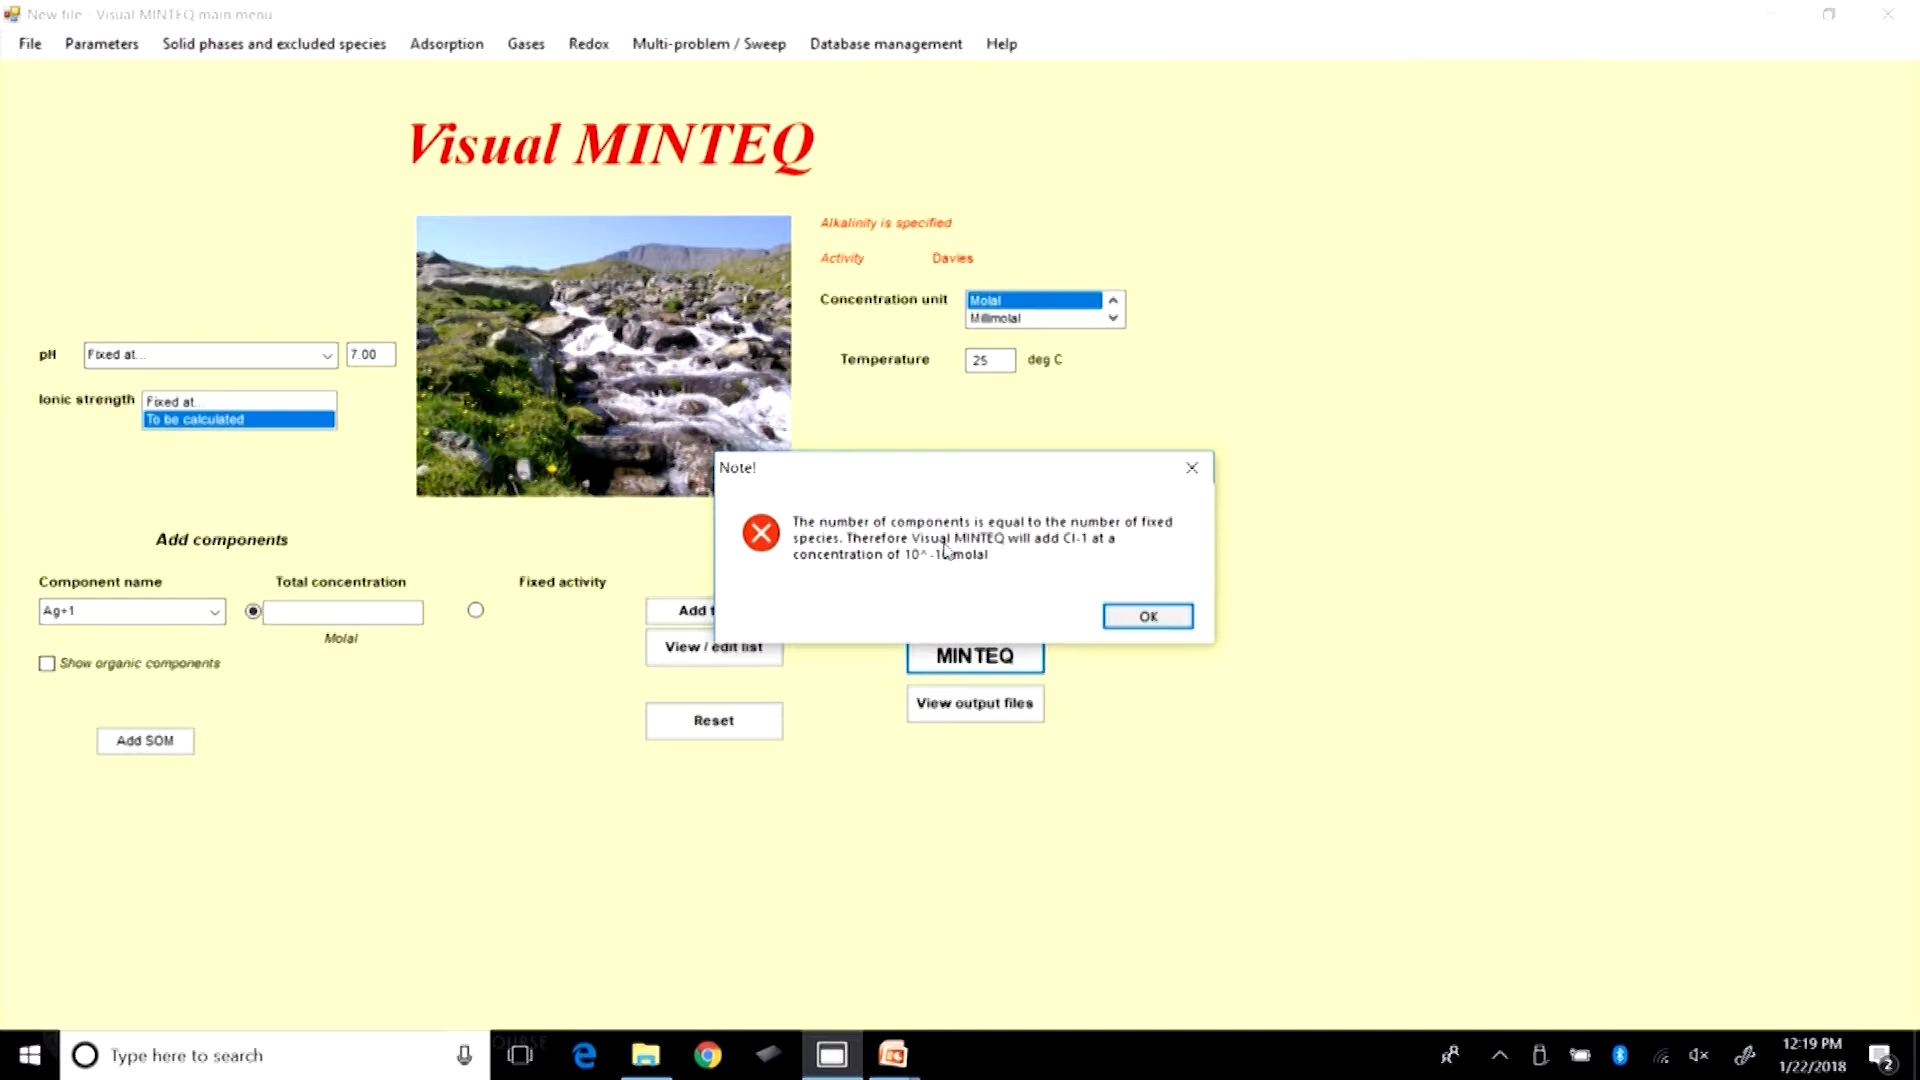 New file - Visual MINTEQ main menu
File Parameters Solid phases and excluded species Adsorption Gases Redox Multi-problem / Sweep Database management Help
Visual MINTEQ
Alkalinity is specified
Activity Davies
Concentration unit Molal
Millimolal
pH Fixed at... 7.00
Temperature 25 deg C
Ionic strength Fixed at...
To be calculated
Note!
The number of components is equal to the number of fixed
species. Therefore Visual MINTEQ will add Cl-1 at a
concentration of molal
OK
Add components
Component name Total concentration Fixed activity
Ag+1
Add
Molal
View / edit list
MINTEQ
Show organic components
View output files
Reset
Add SOM
Type here to search
12:19 PM
1/22/2018
2